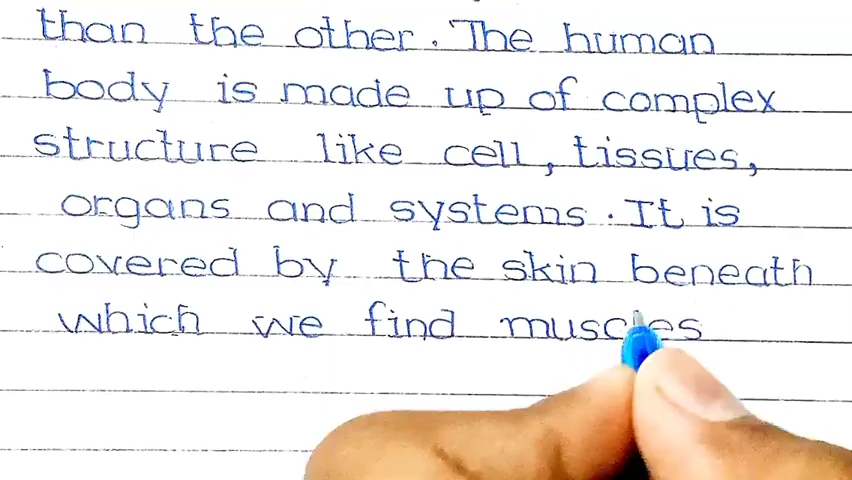 than the other. The human
body is made up of complex
structure like cell, tissues,
organs and systems. It is
covered by the skin beneath
which we find muscles